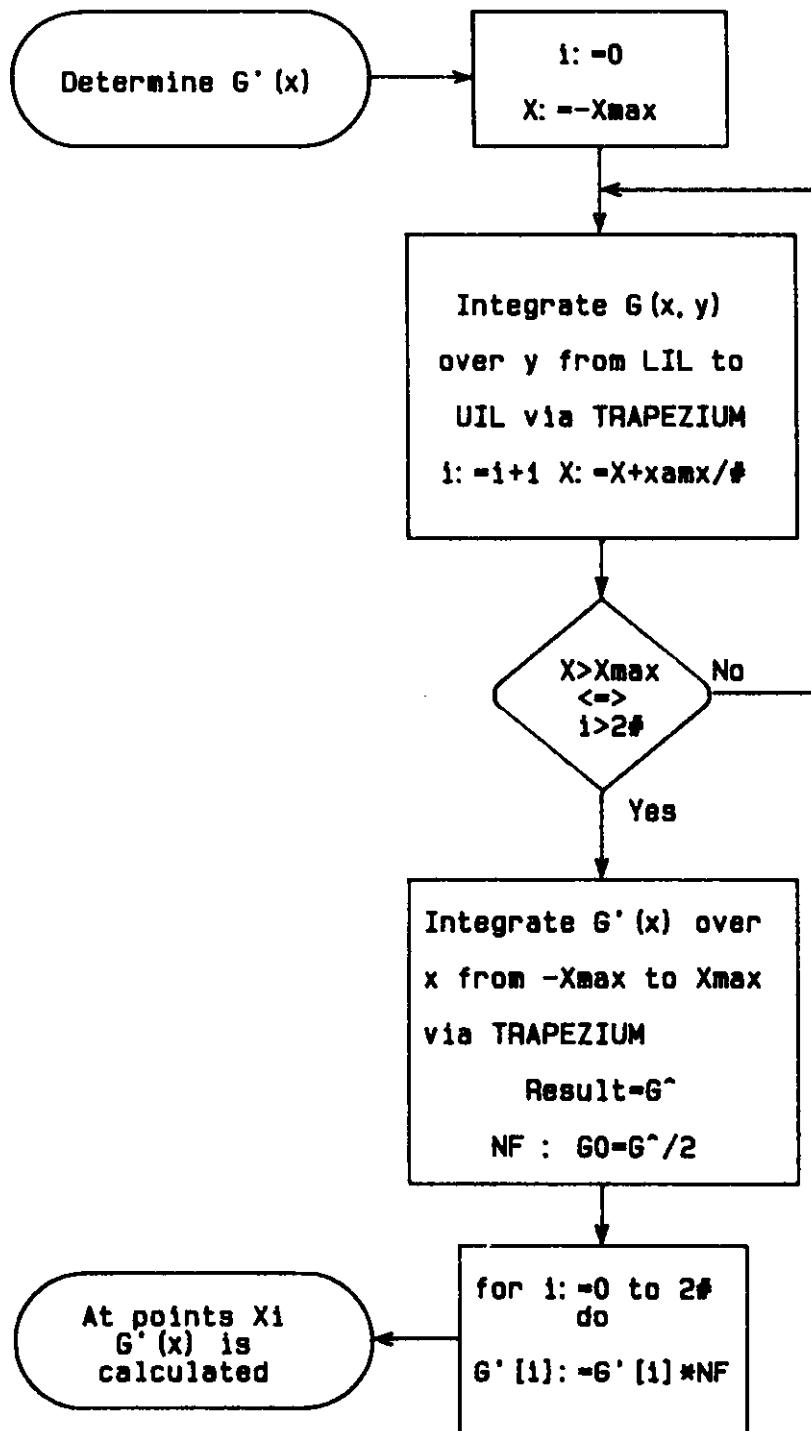 Determine G'(x)
i:=0
X:=-Xmax
Integrate G(x,y)
over y from LIL to
UIL via TRAPEZIUM
i:=i+1 X:=X+xamx/#
X>Xmax
<=>
i>2#
No
Yes
Integrate G'(x) over
x from -Xmax to Xmax
via TRAPEZIUM
Result=G^
NF : G0=G^/2
for i:=0 to 2#
do
G'[i]:=G'[i]*NF
At points Xi
G'(x) is
calculated